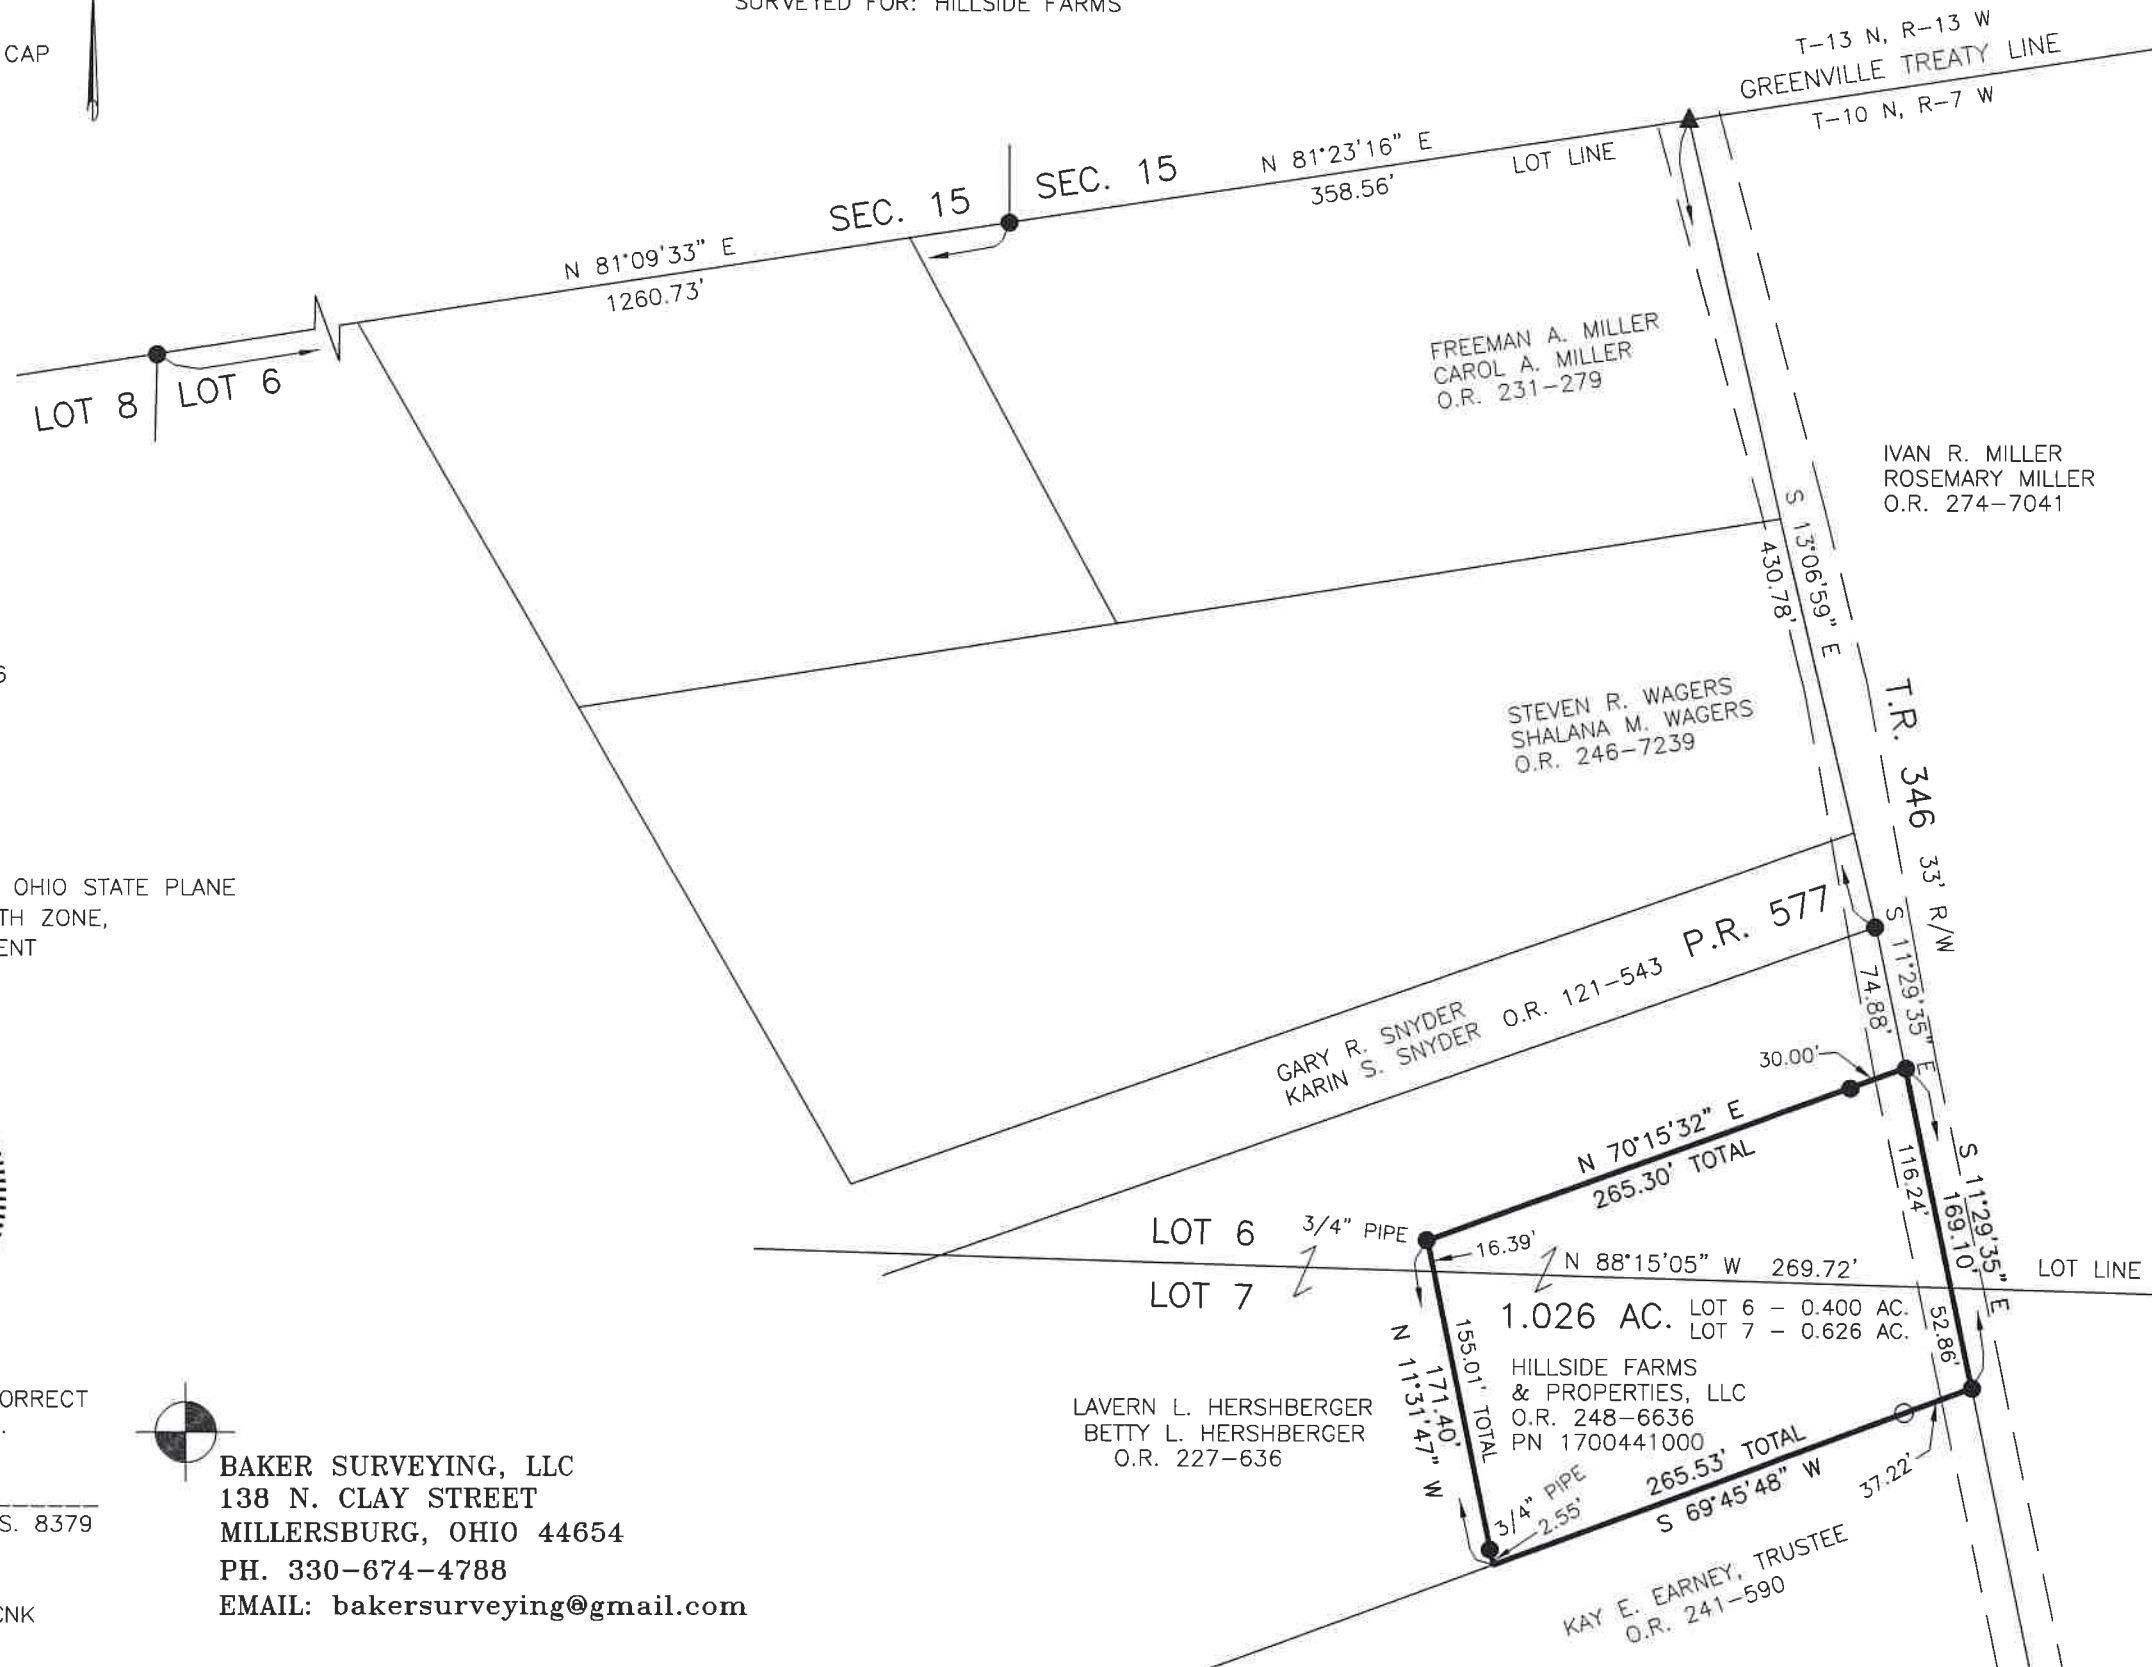 SURVEYED FOR: HILLSIDE FARMS
CAP
T-13 N, R-13 W
GREENVILLE TREATY LINE
T-10 N, R-7 W
SEC. 15
SEC. 15
N 81°23'16" E
358.56'
LOT LINE
N 81°09'33" E
1260.73'
LOT 8
LOT 6
FREEMAN A. MILLER
CAROL A. MILLER
O.R. 231-279
IVAN R. MILLER
ROSEMARY MILLER
O.R. 274-7041
S 13°06'59" E
430.78'
STEVEN R. WAGERS
SHALANA M. WAGERS
O.R. 246-7239
T.R. 346
33' R/W
OHIO STATE PLANE
TH ZONE,
ENT
P.R. 577
GARY R. SNYDER
KARIN S. SNYDER
O.R. 121-543
S 11°29'35" E
74.88'
30.00'
N 70°15'32" E
265.30' TOTAL
116.24'
S 11°29'35" E
169.10'
52.86'
LOT 6
3/4" PIPE
16.39'
N 88°15'05" W 269.72'
LOT LINE
LOT 7
1.026 AC.
LOT 6 - 0.400 AC.
LOT 7 - 0.626 AC.
HILLSIDE FARMS
& PROPERTIES, LLC
O.R. 248-6636
PN 1700441000
155.01' TOTAL
171.40'
N 11°31'47" W
LAVERN L. HERSHBERGER
BETTY L. HERSHBERGER
O.R. 227-636
3/4" PIPE
2.55'
265.53' TOTAL
S 69°45'48" W
37.22'
KAY E. EARNEY, TRUSTEE
O.R. 241-590
ORRECT
S. 8379
CNK
BAKER SURVEYING, LLC
138 N. CLAY STREET
MILLERSBURG, OHIO 44654
PH. 330-674-4788
EMAIL: bakersurveying@gmail.com